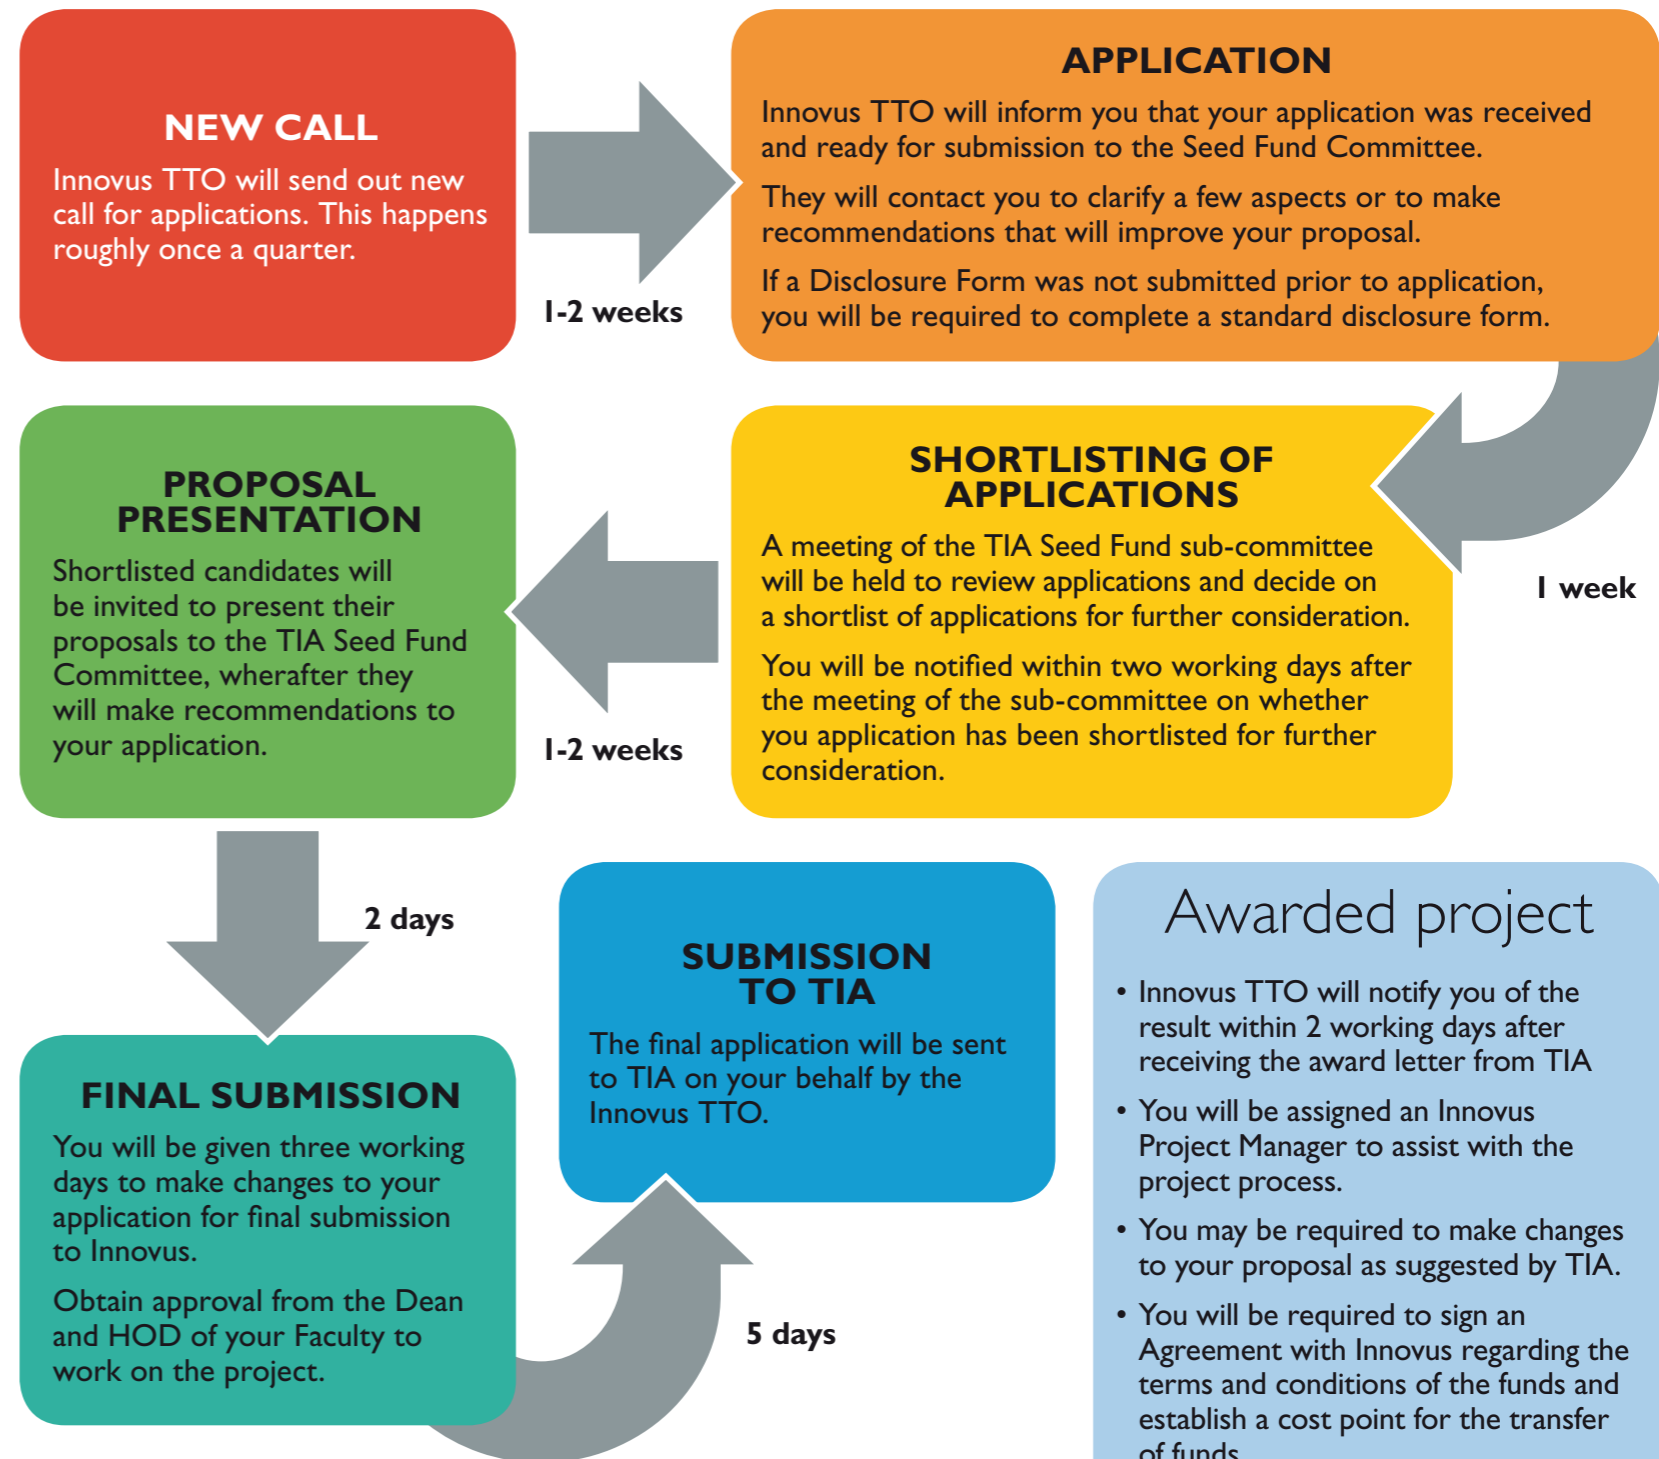 NEW CALL
Innovus TTO will send out new
call for applications. This happens
roughly once a quarter.
1-2 weeks
APPLICATION
Innovus TTO will inform you that your application was received
and ready for submission to the Seed Fund Committee.
They will contact you to clarify a few aspects or to make
recommendations that will improve your proposal.
If a Disclosure Form was not submitted prior to application,
you will be required to complete a standard disclosure form.
1 week
SHORTLISTING OF
APPLICATIONS
A meeting of the TIA Seed Fund sub-committee
will be held to review applications and decide on
a shortlist of applications for further consideration.
You will be notified within two working days after
the meeting of the sub-committee on whether
you application has been shortlisted for further
consideration.
1-2 weeks
PROPOSAL
PRESENTATION
Shortlisted candidates will
be invited to present their
proposals to the TIA Seed Fund
Committee, wherafter they
will make recommendations to
your application.
2 days
FINAL SUBMISSION
You will be given three working
days to make changes to your
application for final submission
to Innovus.
Obtain approval from the Dean
and HOD of your Faculty to
work on the project.
5 days
SUBMISSION
TO TIA
The final application will be sent
to TIA on your behalf by the
Innovus TTO.
Awarded project
• Innovus TTO will notify you of the
result within 2 working days after
receiving the award letter from TIA
• You will be assigned an Innovus
Project Manager to assist with the
project process.
• You may be required to make changes
to your proposal as suggested by TIA.
• You will be required to sign an
Agreement with Innovus regarding the
terms and conditions of the funds and
establish a cost point for the transfer
of funds